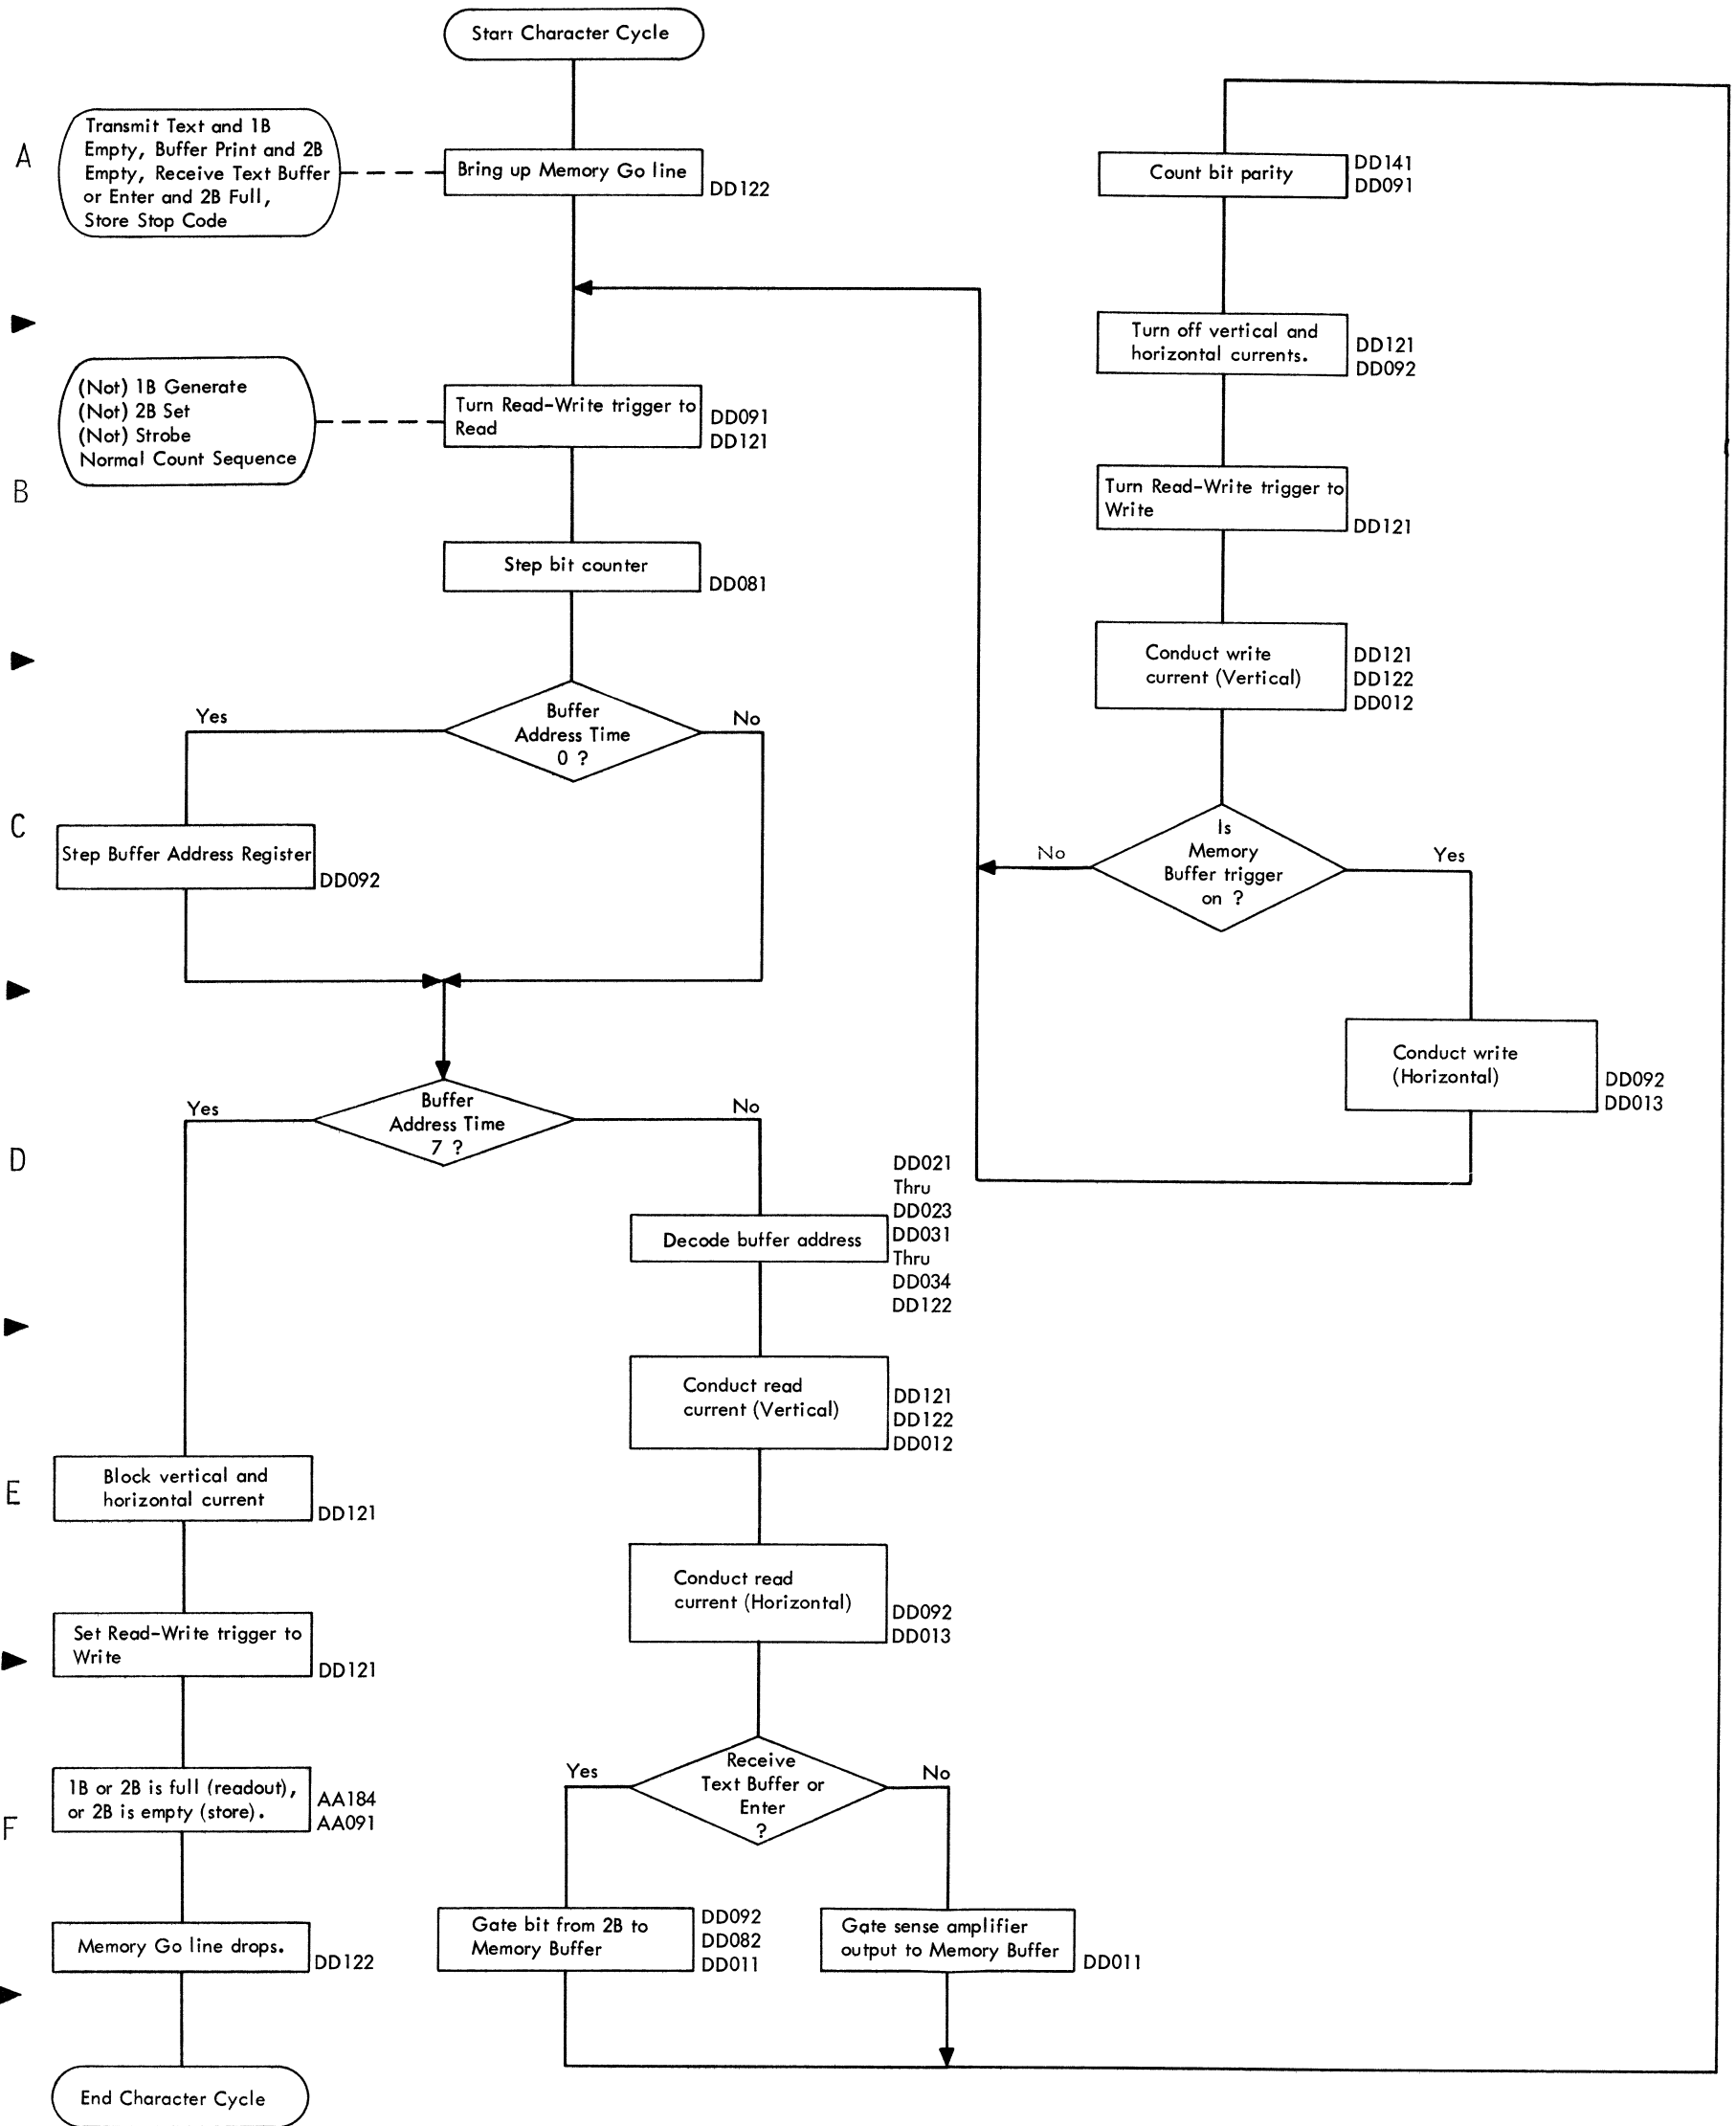 Start Character Cycle
A
Transmit Text and 1B
Empty, Buffer Print and 2B
Empty, Receive Text Buffer
or Enter and 2B Full,
Store Stop Code
Bring up Memory Go line
DD122
(Not) 1B Generate
(Not) 2B Set
(Not) Strobe
Normal Count Sequence
Turn Read-Write trigger to
Read
DD091
DD121
B
Step bit counter
DD081
Buffer
Address Time
0 ?
Yes
No
C
Step Buffer Address Register
DD092
Buffer
Address Time
7 ?
Yes
No
D
Decode buffer address
DD021
Thru
DD023
DD031
Thru
DD034
DD122
Conduct read
current (Vertical)
DD121
DD122
DD012
E
Block vertical and
horizontal current
DD121
Conduct read
current (Horizontal)
DD092
DD013
Set Read-Write trigger to
Write
DD121
Receive
Text Buffer or
Enter
?
Yes
No
F
1B or 2B is full (readout),
or 2B is empty (store).
AA184
AA091
Gate bit from 2B to
Memory Buffer
DD092
DD082
DD011
Gate sense amplifier
output to Memory Buffer
DD011
Memory Go line drops.
DD122
End Character Cycle
Count bit parity
DD141
DD091
Turn off vertical and
horizontal currents.
DD121
DD092
Turn Read-Write trigger to
Write
DD121
Conduct write
current (Vertical)
DD121
DD122
DD012
Is
Memory
Buffer trigger
on ?
No
Yes
Conduct write
(Horizontal)
DD092
DD013